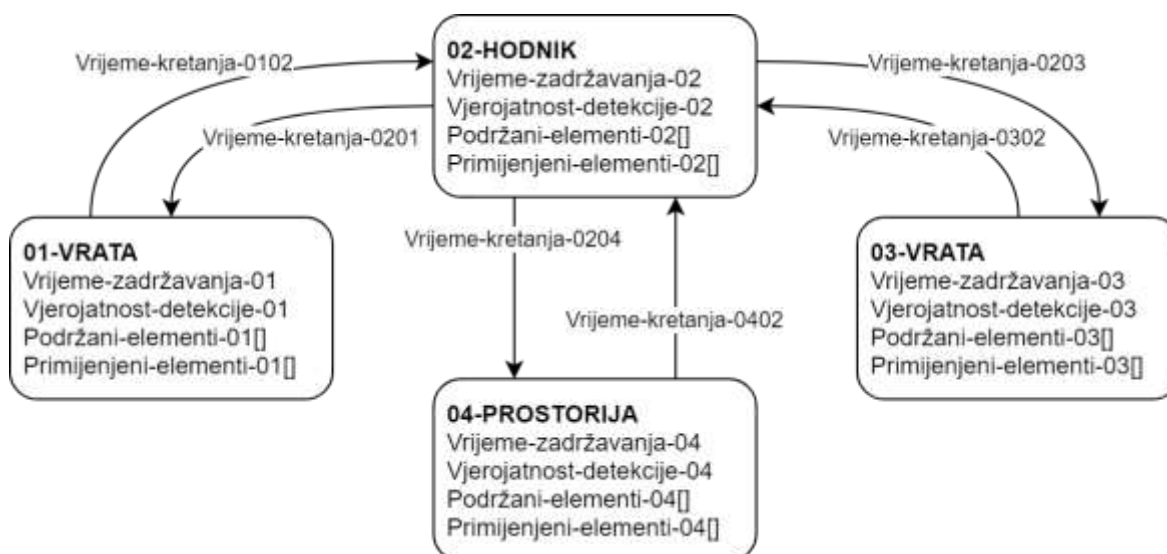 02-HODNIK
Vrijeme-zadržavanja-02
Vjerojatnost-detekcije-02
Podržani-elementi-02[]
Primijenjeni-elementi-02[]
Vrijeme-kretanja-0102
Vrijeme-kretanja-0203
Vrijeme-kretanja-0201
Vrijeme-kretanja-0302
01-VRATA
Vrijeme-zadržavanja-01
Vjerojatnost-detekcije-01
Podržani-elementi-01[]
Primijenjeni-elementi-01[]
Vrijeme-kretanja-0204
Vrijeme-kretanja-0402
03-VRATA
Vrijeme-zadržavanja-03
Vjerojatnost-detekcije-03
Podržani-elementi-03[]
Primijenjeni-elementi-03[]
04-PROSTORIJA
Vrijeme-zadržavanja-04
Vjerojatnost-detekcije-04
Podržani-elementi-04[]
Primijenjeni-elementi-04[]